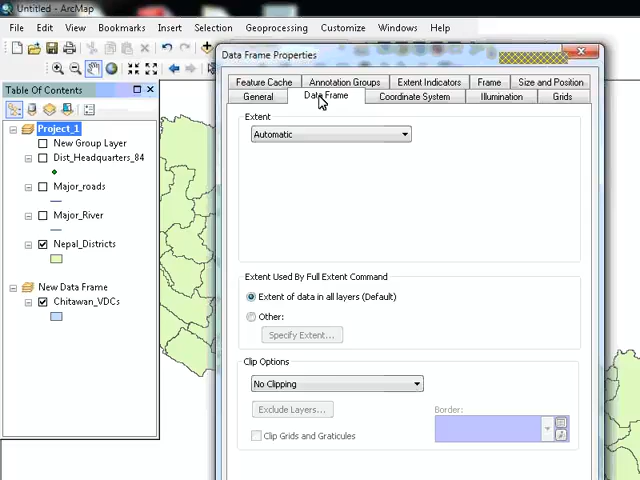 Untitled - ArcMap
File Edit View Bookmarks Insert Selection Geoprocessing Customize Windows Help
Table Of Contents
Project_1
New Group Layer
Dist_Headquarters_84
Major_roads
Major_River
Nepal_Districts
New Data Frame
Chitawan_VDCs
Data Frame Properties
Feature Cache Annotation Groups Extent Indicators Frame Size and Position
General Data Frame Coordinate System Illumination Grids
Extent
Automatic
Extent Used By Full Extent Command
Extent of data in all layers (Default)
Other:
Specify Extent...
Clip Options
No Clipping
Exclude Layers...
Border:
Clip Grids and Graticules